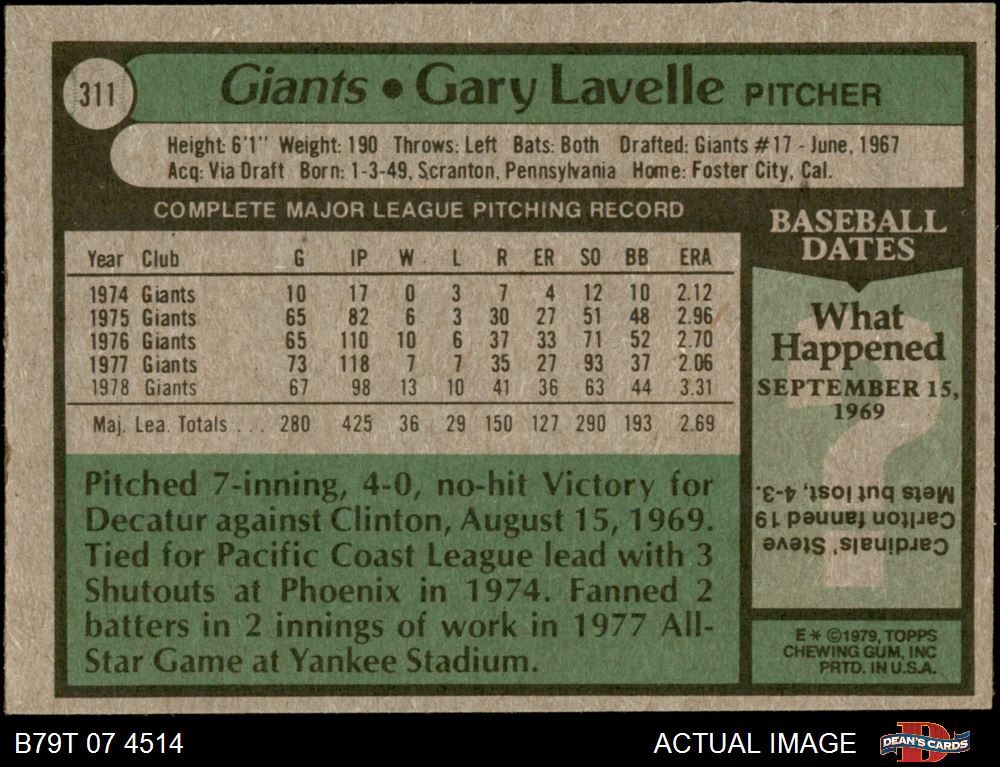 311
Giants • Gary Lavelle PITCHER
Height: 6'1" Weight: 190 Throws: Left Bats: Both Drafted: Giants #17 - June, 1967
Acq: Via Draft Born: 1-3-49, Scranton, Pennsylvania Home: Foster City, Cal.
COMPLETE MAJOR LEAGUE PITCHING RECORD
Year Club G IP W L R ER SO BB ERA
1974 Giants 10 17 0 3 7 4 12 10 2.12
1975 Giants 65 82 6 3 30 27 51 48 2.96
1976 Giants 65 110 10 6 37 33 71 52 2.70
1977 Giants 73 118 7 7 35 27 93 37 2.06
1978 Giants 67 98 13 10 41 36 63 44 3.31
Maj. Lea. Totals . . . 280 425 36 29 150 127 290 193 2.69
Pitched 7-inning, 4-0, no-hit Victory for
Decatur against Clinton, August 15, 1969.
Tied for Pacific Coast League lead with 3
Shutouts at Phoenix in 1974. Fanned 2
batters in 2 innings of work in 1977 All-
Star Game at Yankee Stadium.
BASEBALL
DATES
What
Happened
SEPTEMBER 15,
1969
?
Cardinals' Steve
Carlton fanned 19
Mets but lost, 4-3.
E * ©1979, TOPPS
CHEWING GUM, INC
PRTD. IN U.S.A.
B79T 07 4514
ACTUAL IMAGE
D
DEAN'S CARDS